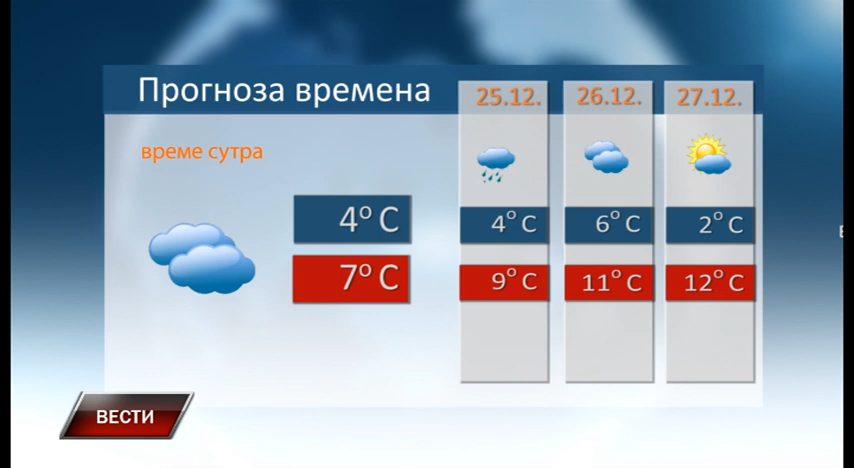 Прогноза времена
време сутра
4° C
7° C
25.12.
4° C
9° C
26.12.
6° C
11° C
27.12.
2° C
12° C
ВЕСТИ